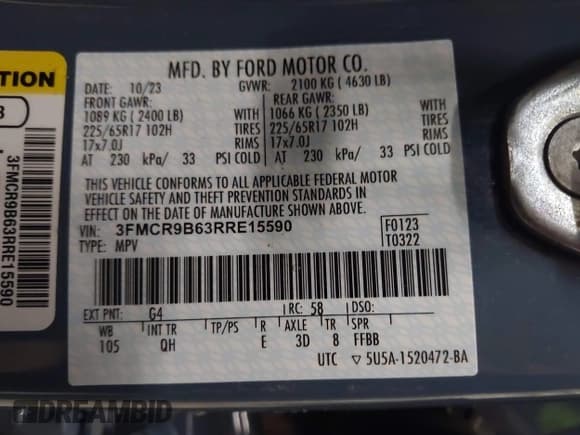 MFD. BY FORD MOTOR CO.
DATE: 10/23 GVWR: 2100 KG ( 4630 LB)
FRONT GAWR: REAR GAWR:
1089 KG ( 2400 LB) 1066 KG ( 2350 LB)
225/65R17 102H TIRES 225/65R17 102H TIRES
17x7.0J RIMS 17x7.0J RIMS
AT 230 kPa/ 33 PSI COLD AT 230 kPa/ 33 PSI COLD
THIS VEHICLE CONFORMS TO ALL APPLICABLE FEDERAL MOTOR
VEHICLE SAFETY AND THEFT PREVENTION STANDARDS IN
EFFECT ON THE DATE OF MANUFACTURE SHOWN ABOVE.
VIN: 3FMCR9B63RRE15590 F0123
TYPE: MPV T0322
EXT PNT: G4 RC: 58 DSO:
WB INT TR TP/PS R AXLE TR SPR
105 QH E 3D 8 FFBB
UTC ▽ 5U5A-1520472-BA
TION
3FMCR9B63RRE15590
DREAMBID